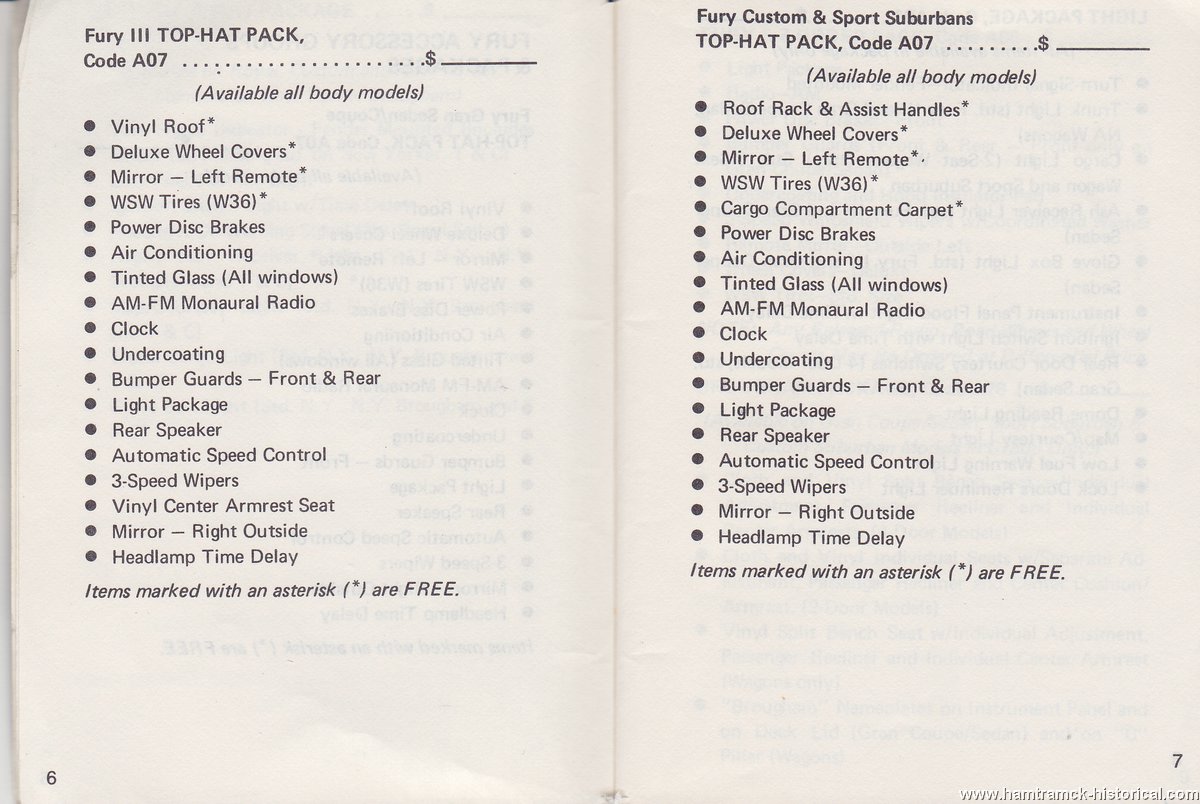 Fury III TOP-HAT PACK,
Code A07 ..........................$
(Available all body models)
● Vinyl Roof*
● Deluxe Wheel Covers*
● Mirror – Left Remote*
● WSW Tires (W36)*
● Power Disc Brakes
● Air Conditioning
● Tinted Glass (All windows)
● AM-FM Monaural Radio
● Clock
● Undercoating
● Bumper Guards – Front & Rear
● Light Package
● Rear Speaker
● Automatic Speed Control
● 3-Speed Wipers
● Vinyl Center Armrest Seat
● Mirror – Right Outside
● Headlamp Time Delay
Items marked with an asterisk (*) are FREE.
6
Fury Custom & Sport Suburbans
TOP-HAT PACK, Code A07 ..........$
(Available all body models)
● Roof Rack & Assist Handles*
● Deluxe Wheel Covers*
● Mirror – Left Remote*
● WSW Tires (W36)*
● Cargo Compartment Carpet*
● Power Disc Brakes
● Air Conditioning
● Tinted Glass (All windows)
● AM-FM Monaural Radio
● Clock
● Undercoating
● Bumper Guards – Front & Rear
● Light Package
● Rear Speaker
● Automatic Speed Control
● 3-Speed Wipers
● Mirror – Right Outside
● Headlamp Time Delay
Items marked with an asterisk (*) are FREE.
7
www.hamtramck-historical.com